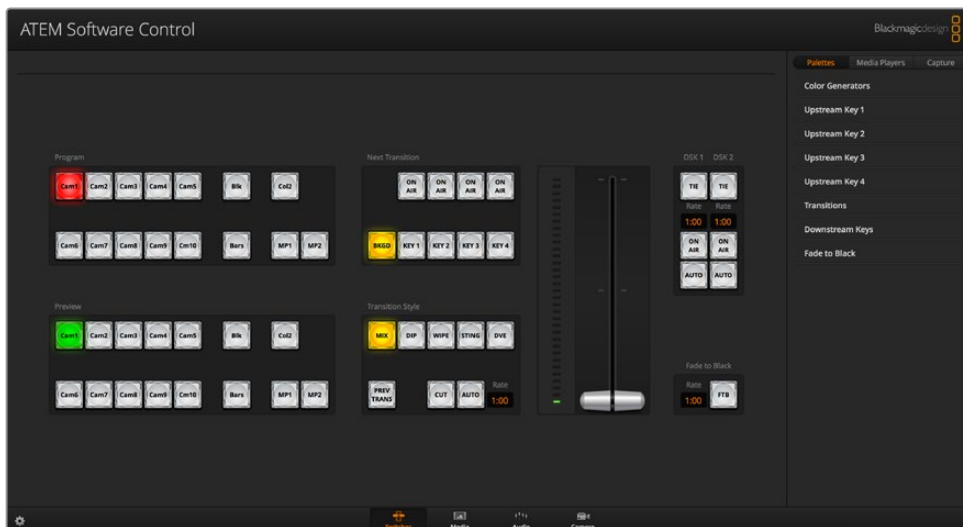 ATEM Software Control
Blackmagicdesign
Palettes Media Players Capture
Color Generators
Upstream Key 1
Upstream Key 2
Upstream Key 3
Upstream Key 4
Transitions
Downstream Keys
Fade to Black
Program
Cam1 Cam2 Cam3 Cam4 Cam5 Blk Col2
Cam6 Cam7 Cam8 Cam9 Cm10 Bars MP1 MP2
Next Transition
ON AIR ON AIR ON AIR ON AIR
BKGD KEY 1 KEY 2 KEY 3 KEY 4
DSK 1 DSK 2
TIE TIE
Rate Rate
1:00 1:00
ON AIR ON AIR
AUTO AUTO
Preview
Cam1 Cam2 Cam3 Cam4 Cam5 Blk Col2
Cam6 Cam7 Cam8 Cam9 Cm10 Bars MP1 MP2
Transition Style
MIX DIP WIPE STING DVE
Rate
PREV TRANS CUT AUTO 1:00
Fade to Black
Rate
1:00 FTB
Switcher Media Audio Camera